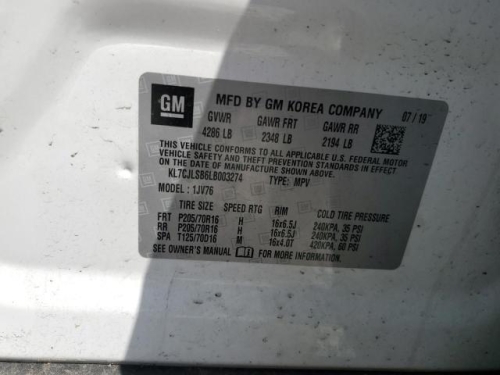 GM
MFD BY GM KOREA COMPANY 07/19
GVWR GAWR FRT GAWR RR
4286 LB 2348 LB 2194 LB
THIS VEHICLE CONFORMS TO ALL APPLICABLE U.S. FEDERAL MOTOR
VEHICLE SAFETY, BUMPER, AND THEFT PREVENTION STANDARDS IN
EFFECT ON THE DATE OF MANUFACTURE SHOWN ABOVE.
KL7CJLSB6LB003274 TYPE: MPV
MODEL: 1JV76
TIRE SIZE SPEED RTG RIM COLD TIRE PRESSURE
FRT P205/70R16 H 16x6.5J 240KPA, 35 PSI
RR P205/70R16 H 16x6.5J 240KPA, 35 PSI
SPA T125/70D16 M 16x4.0T 420KPA, 60 PSI
SEE OWNER'S MANUAL FOR MORE INFORMATION.